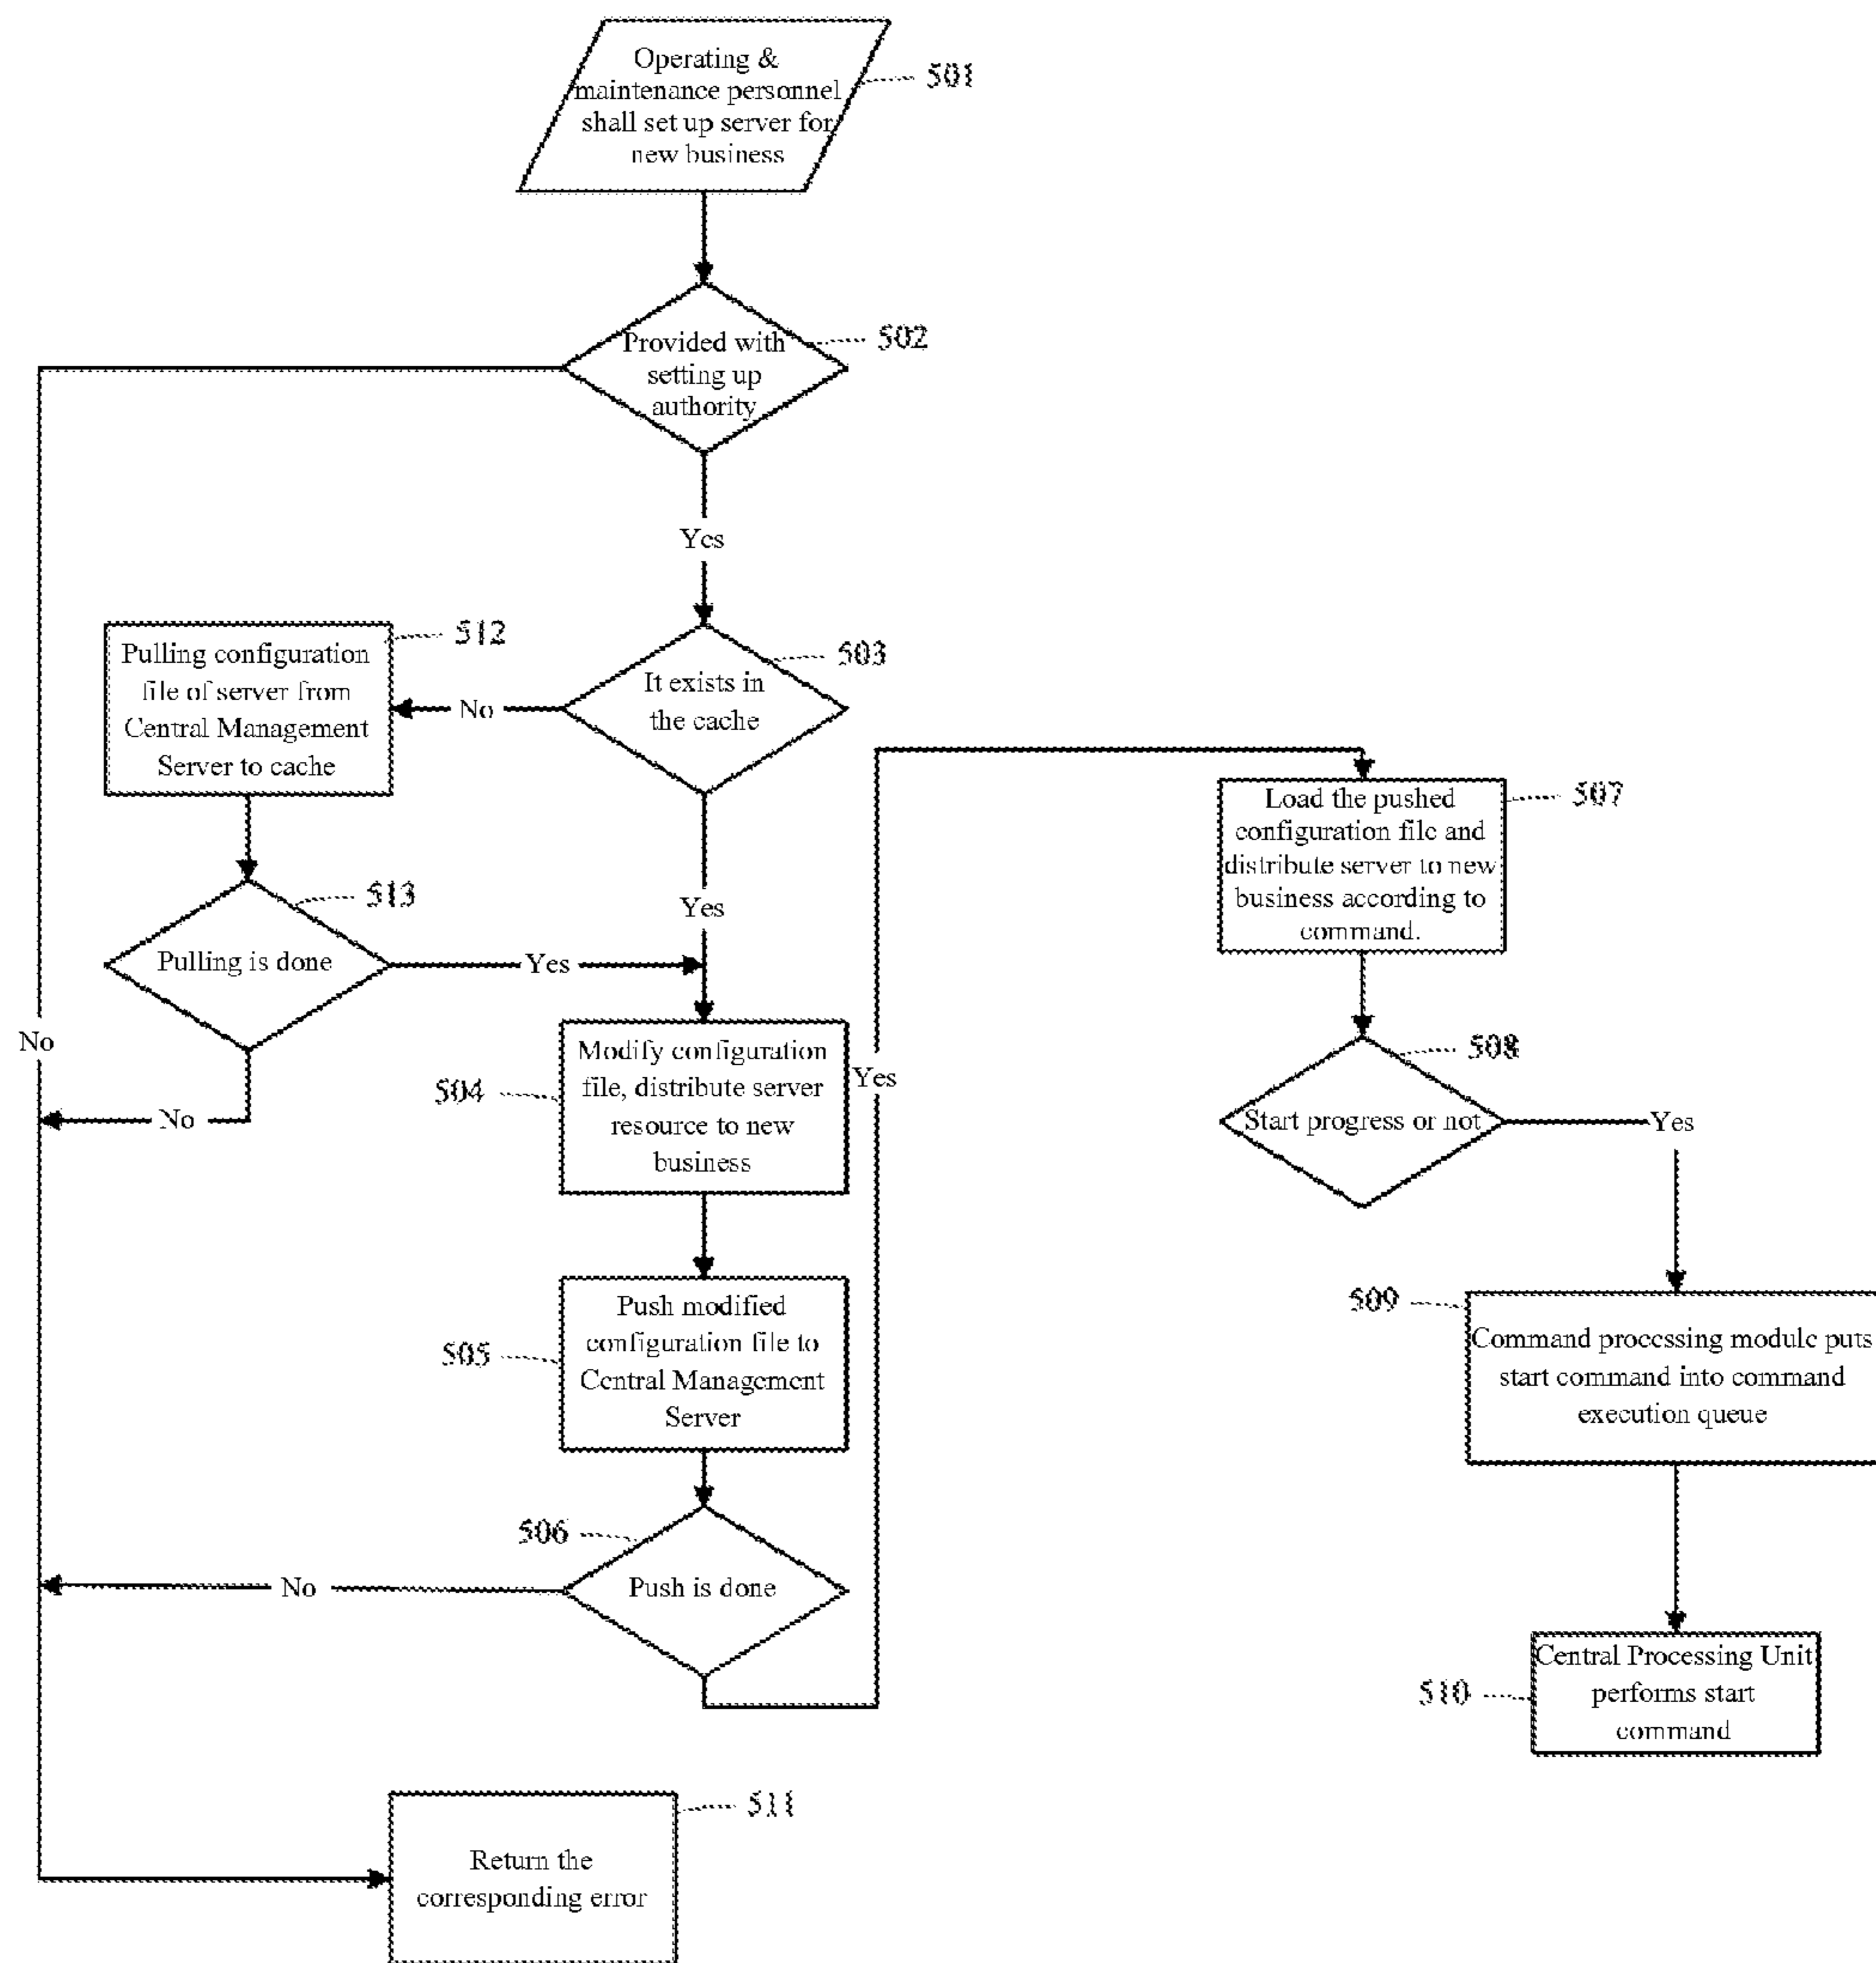 Operating &
maintenance personnel
shall set up server for
new business
501
Provided with
setting up
authority
502
Yes
It exists in
the cache
503
No
Pulling configuration
file of server from
Central Management
Server to cache
512
Pulling is done
513
Yes
No
No
Yes
Modify configuration
file, distribute server
resource to new
business
504
Push modified
configuration file to
Central Management
Server
505
Push is done
506
No
Yes
Load the pushed
configuration file and
distribute server to new
business according to
command.
507
Start progress or not
508
Yes
Command processing module puts
start command into command
execution queue
509
Central Processing Unit
performs start
command
510
Return the
corresponding error
511